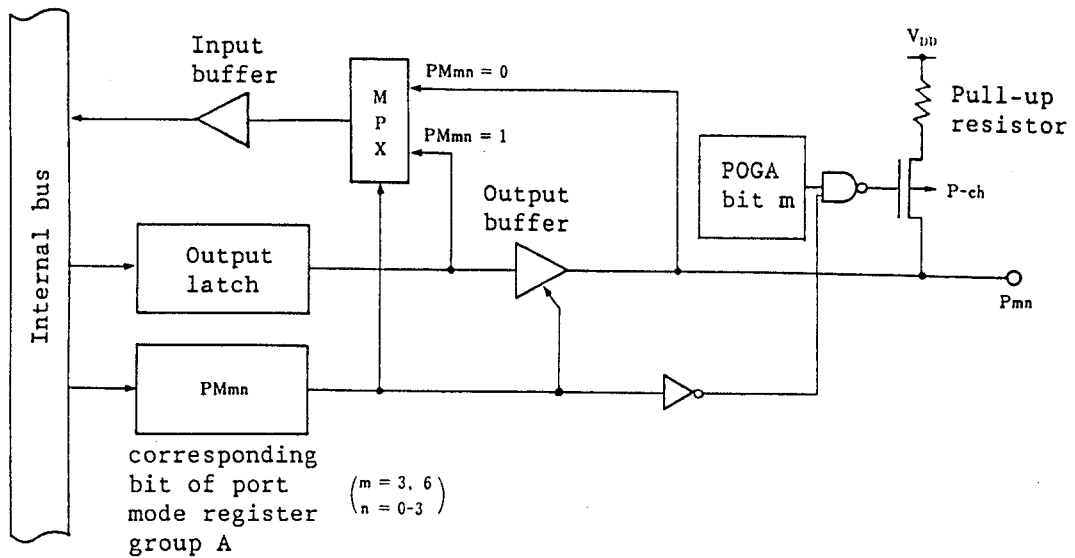 Input
buffer
MPX
PMmn = 0
PMmn = 1
V_DD
Pull-up
resistor
POGA
bit m
P-ch
Output
buffer
Internal bus
Output
latch
Pmn
PMmn
corresponding
bit of port
mode register
group A
(m = 3, 6
n = 0-3)